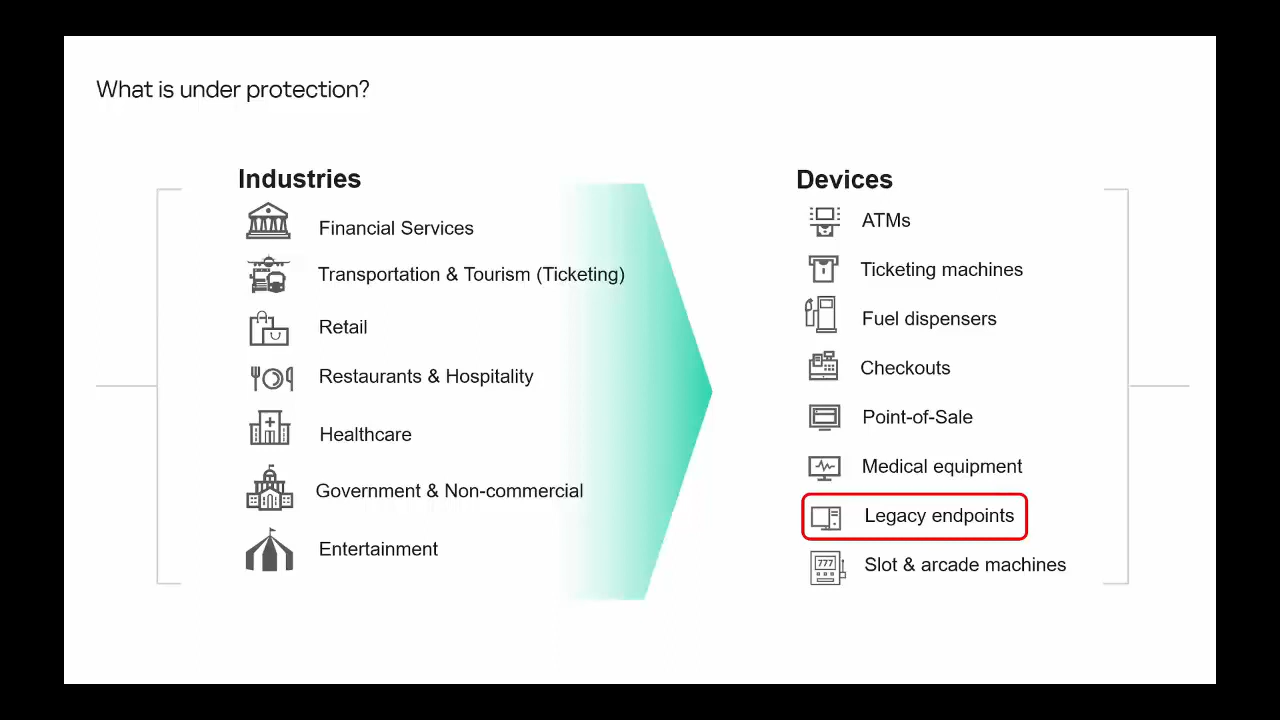 What is under protection?
Industries
Financial Services
Transportation & Tourism (Ticketing)
Retail
Restaurants & Hospitality
Healthcare
Government & Non-commercial
Entertainment
Devices
ATMs
Ticketing machines
Fuel dispensers
Checkouts
Point-of-Sale
Medical equipment
Legacy endpoints
777
Slot & arcade machines